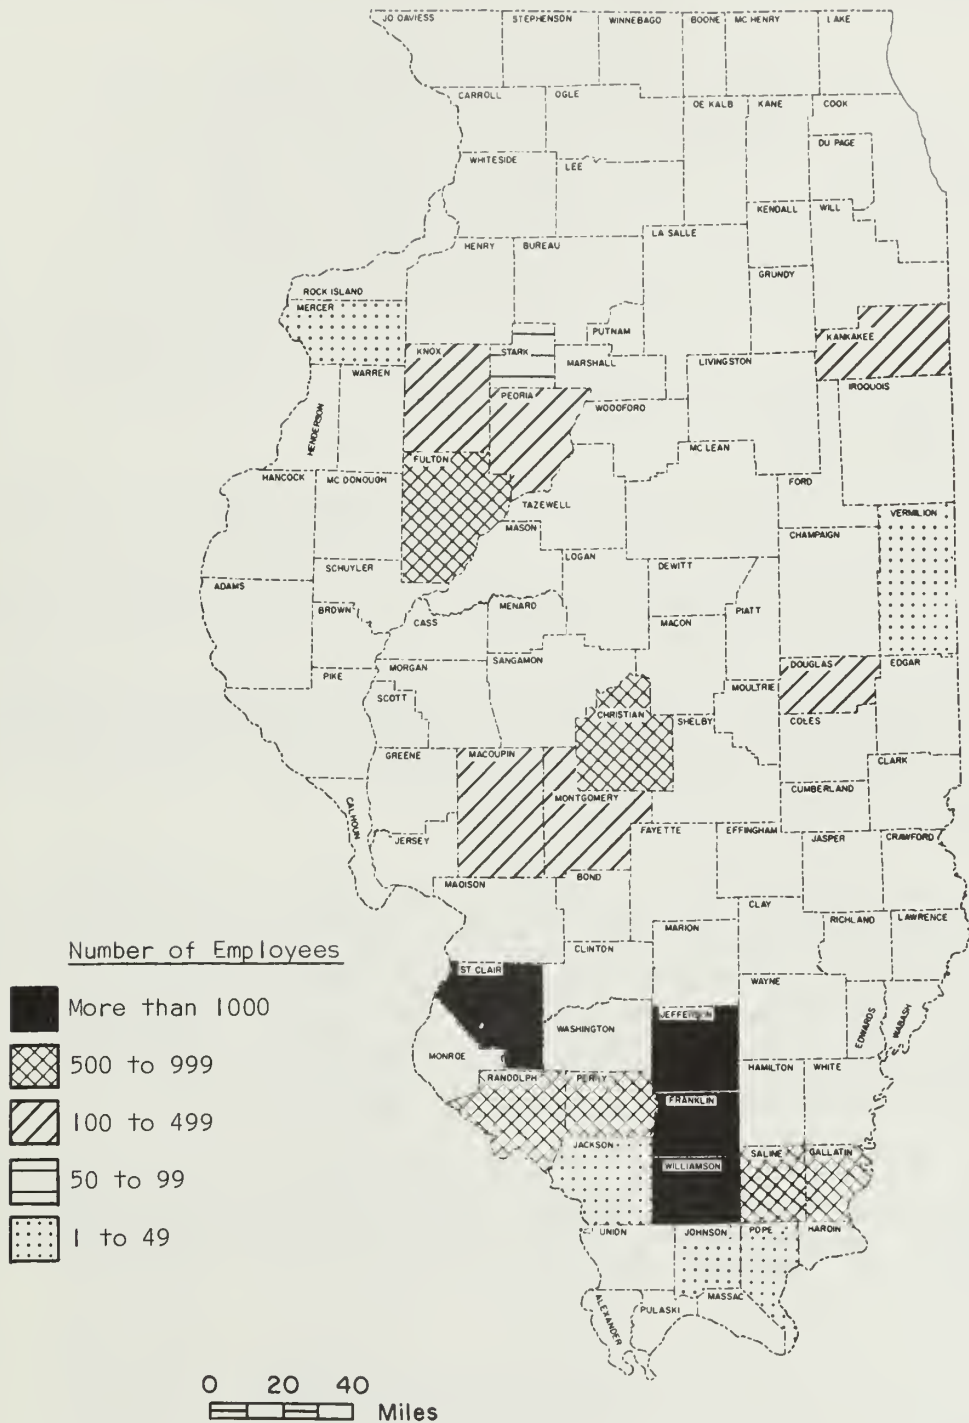 JO DAVIESS STEPHENSON WINNEBAGO BOONE MC HENRY LAKE
CARROLL OGLE
DE KALB KANE COOK
DU PAGE
WHITESIDE LEE
KENDALL WILL
LA SALLE
HENRY BUREAU
GRUNDY
ROCK ISLAND
MERCER
PUTNAM
KANKAKEE
KNOX STARK
MARSHALL LIVINGSTON
WARREN
IROQUOIS
PEORIA
WOODFORD
HENDERSON
MC LEAN
FULTON
HANCOCK MC DONOUGH
FORD
TAZEWELL
VERMILION
MASON
CHAMPAIGN
LOGAN
DEWITT
SCHUYLER
ADAMS
MENARD
BROWN
PIATT
CASS MACON
SANGAMON
MORGAN DOUGLAS EDGAR
PIKE
MOULTRIE
SCOTT
CHRISTIAN
SHELBY COLES
GREENE MACOUPIN
CLARK
CUMBERLAND
MONTGOMERY
CALHOUN
FAYETTE EFFINGHAM
JERSEY JASPER CRAWFORD
BOND
MADISON
CLAY
RICHLAND LAWRENCE
MARION
CLINTON
ST CLAIR
WAYNE
JEFFERSON
WASHINGTON
EDWARDS
WABASH
MONROE
HAMILTON WHITE
RANDOLPH PERRY
FRANKLIN
JACKSON
SALINE GALLATIN
WILLIAMSON
UNION JOHNSON POPE HARDIN
MASSAC
PULASKI
ALEXANDER
Number of Employees
More than 1000
500 to 999
100 to 499
50 to 99
1 to 49
0 20 40
Miles